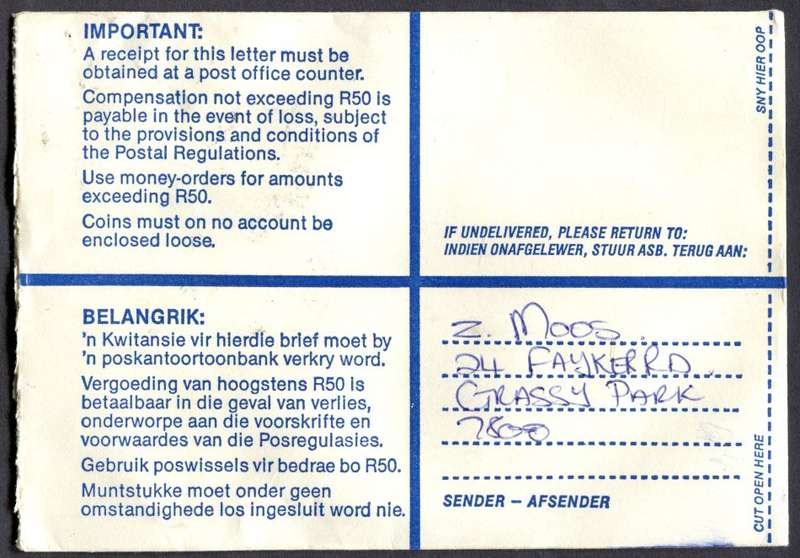 IMPORTANT:
A receipt for this letter must be
obtained at a post office counter.
Compensation not exceeding R50 is
payable in the event of loss, subject
to the provisions and conditions of
the Postal Regulations.
Use money-orders for amounts
exceeding R50.
Coins must on no account be
enclosed loose.
SNY HIER OOP
IF UNDELIVERED, PLEASE RETURN TO:
INDIEN ONAFGELEWER, STUUR ASB. TERUG AAN:
BELANGRIK:
'n Kwitansie vir hierdie brief moet by
'n poskantoortoonbank verkry word.
Vergoeding van hoogstens R50 is
betaalbaar in die geval van verlies,
onderworpe aan die voorskrifte en
voorwaardes van die Posregulasies.
Gebruik poswissels vir bedrae bo R50.
Muntstukke moet onder geen
omstandighede los ingesluit word nie.
Z. MOOS
24 FAYKER RD
GRASSY PARK
7800
SENDER – AFSENDER
CUT OPEN HERE